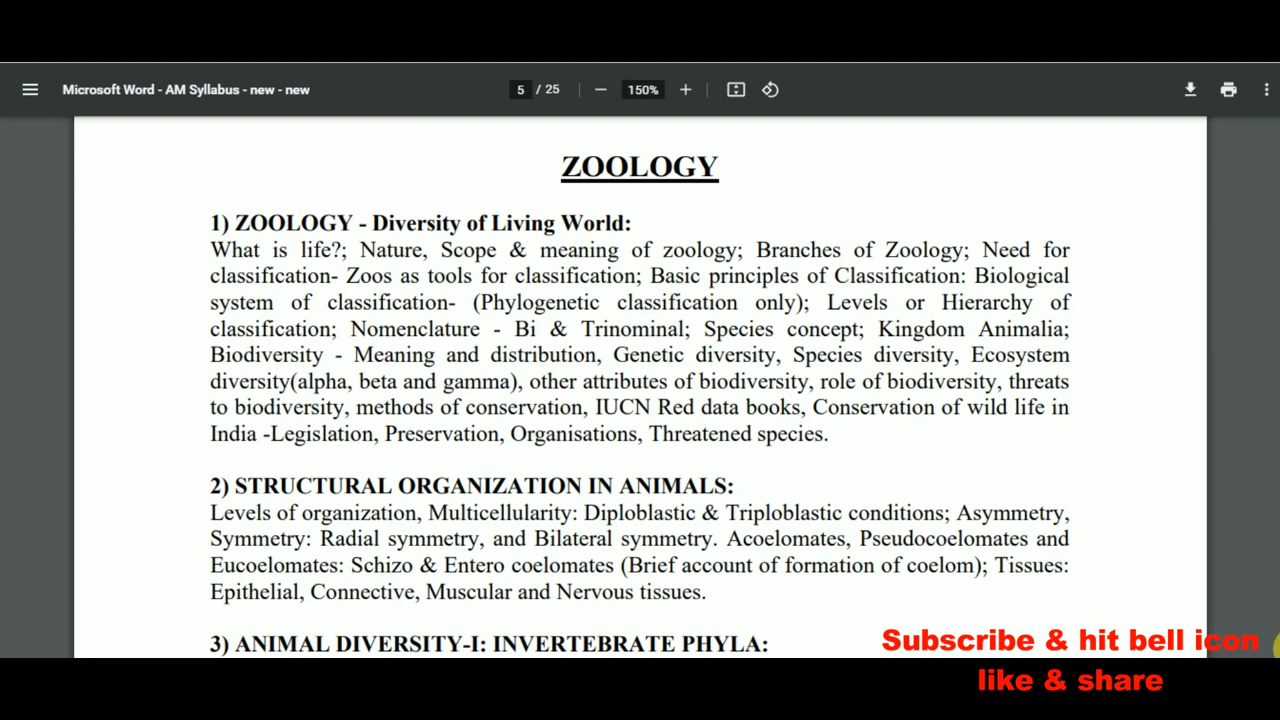 Microsoft Word - AM Syllabus - new - new
5 / 25
150%
ZOOLOGY
1) ZOOLOGY - Diversity of Living World:
What is life?; Nature, Scope & meaning of zoology; Branches of Zoology; Need for
classification- Zoos as tools for classification; Basic principles of Classification: Biological
system of classification- (Phylogenetic classification only); Levels or Hierarchy of
classification; Nomenclature - Bi & Trinominal; Species concept; Kingdom Animalia;
Biodiversity - Meaning and distribution, Genetic diversity, Species diversity, Ecosystem
diversity(alpha, beta and gamma), other attributes of biodiversity, role of biodiversity, threats
to biodiversity, methods of conservation, IUCN Red data books, Conservation of wild life in
India -Legislation, Preservation, Organisations, Threatened species.
2) STRUCTURAL ORGANIZATION IN ANIMALS:
Levels of organization, Multicellularity: Diploblastic & Triploblastic conditions; Asymmetry,
Symmetry: Radial symmetry, and Bilateral symmetry. Acoelomates, Pseudocoelomates and
Eucoelomates: Schizo & Entero coelomates (Brief account of formation of coelom); Tissues:
Epithelial, Connective, Muscular and Nervous tissues.
3) ANIMAL DIVERSITY-I: INVERTEBRATE PHYLA:
Subscribe & hit bell icon
like & share